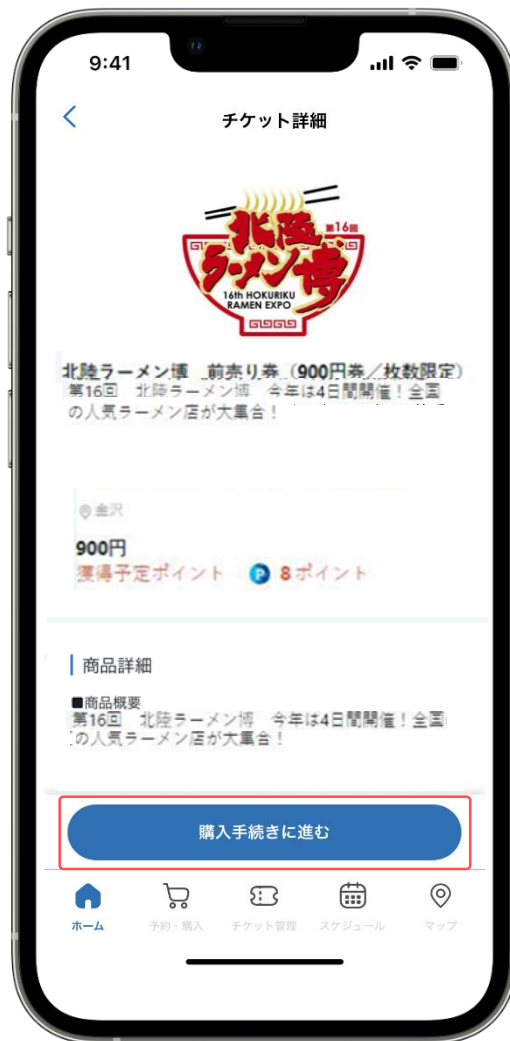 9:41
チケット詳細
北陸
第16回
ラーメン博
16th HOKURIKU
RAMEN EXPO
北陸ラーメン博 前売り券（900円券／枚数限定）
第16回 北陸ラーメン博 今年は4日間開催！全国
の人気ラーメン店が大集合！
金沢
900円
獲得予定ポイント P 8ポイント
商品詳細
■商品概要
第16回 北陸ラーメン博 今年は4日間開催！全国
の人気ラーメン店が大集合！
購入手続きに進む
ホーム 予約・購入 チケット管理 スケジュール マップ